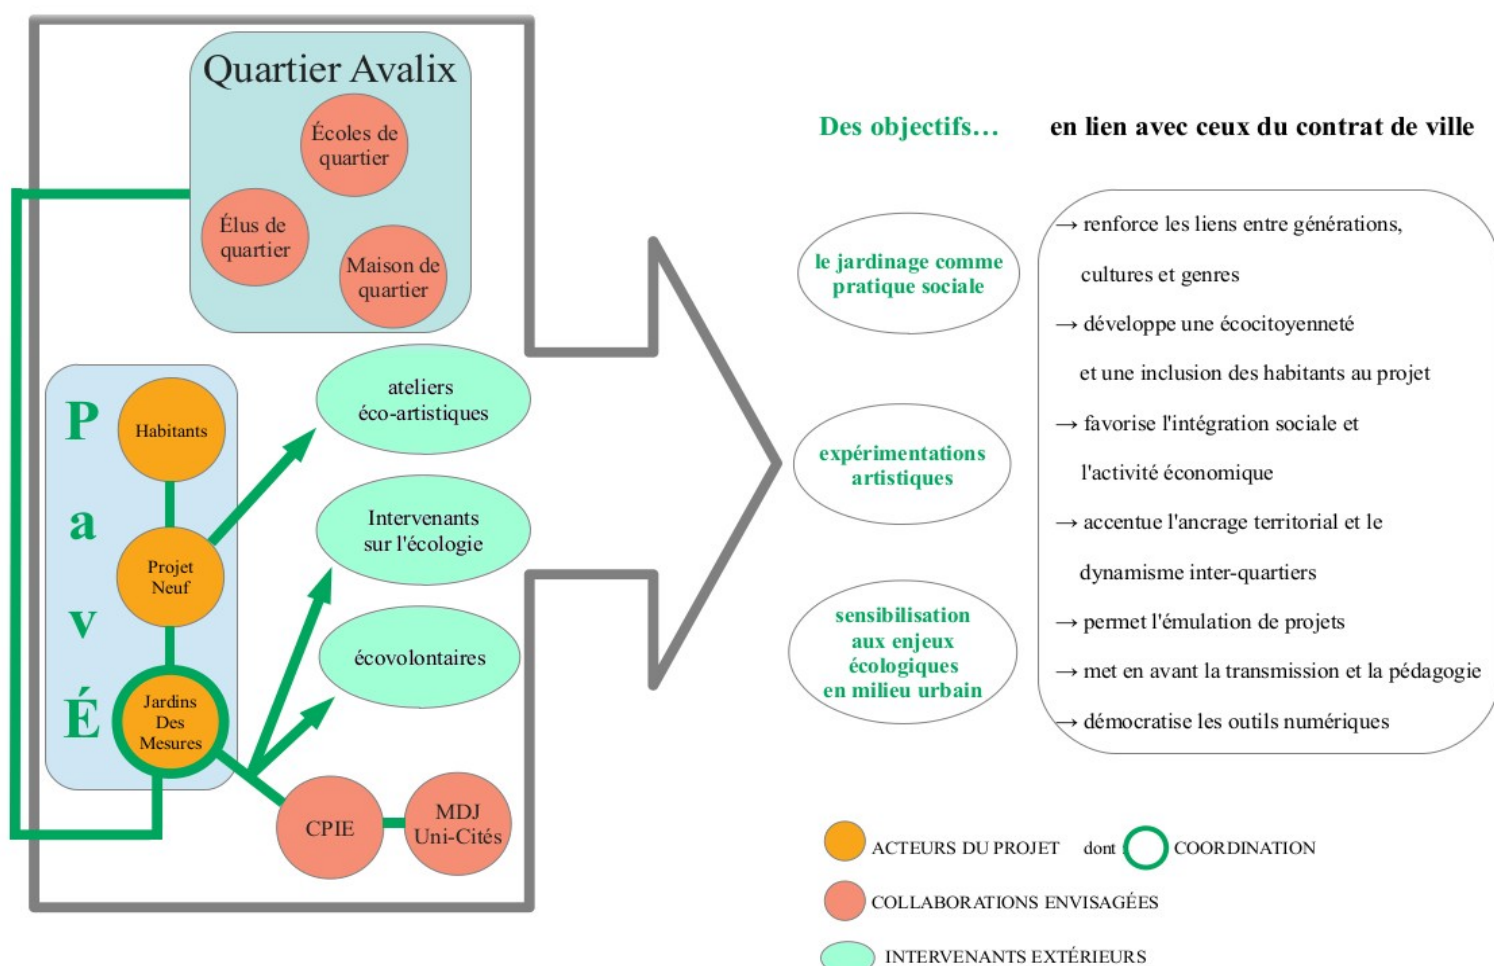 Quartier Avalix
Écoles de
quartier
Élus de
quartier
Maison de
quartier
P
a
v
É
Habitants
Projet
Neuf
Jardins
Des
Mesures
ateliers
éco-artistiques
Intervenants
sur l'écologie
écovolontaires
CPIE
MDJ
Uni-Cités
Des objectifs… en lien avec ceux du contrat de ville
le jardinage comme
pratique sociale
expérimentations
artistiques
sensibilisation
aux enjeux
écologiques
en milieu urbain
→ renforce les liens entre générations,
cultures et genres
→ développe une écocitoyenneté
et une inclusion des habitants au projet
→ favorise l'intégration sociale et
l'activité économique
→ accentue l'ancrage territorial et le
dynamisme inter-quartiers
→ permet l'émulation de projets
→ met en avant la transmission et la pédagogie
→ démocratise les outils numériques
ACTEURS DU PROJET dont : COORDINATION
COLLABORATIONS ENVISAGÉES
INTERVENANTS EXTÉRIEURS